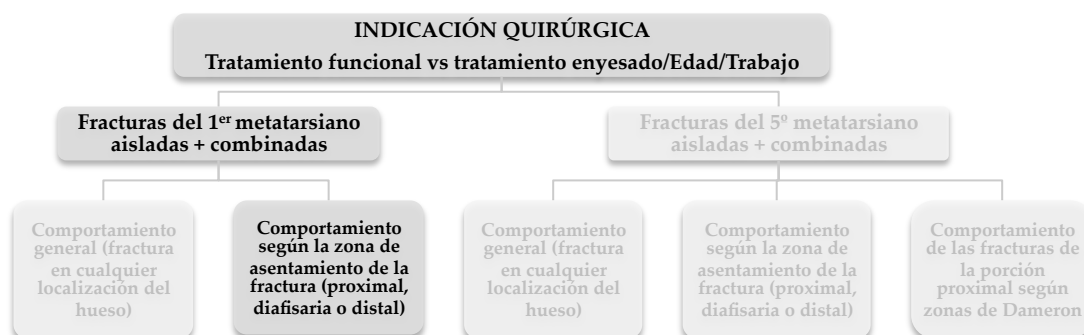 INDICACIÓN QUIRÚRGICA
Tratamiento funcional vs tratamiento enyesado/Edad/Trabajo
Fracturas del 1er metatarsiano
aisladas + combinadas
Fracturas del 5º metatarsiano
aisladas + combinadas
Comportamiento
general (fractura
en cualquier
localización del
hueso)
Comportamiento
según la zona de
asentamiento de la
fractura (proximal,
diafisaria o distal)
Comportamiento
general (fractura
en cualquier
localización del
hueso)
Comportamiento
según la zona de
asentamiento de la
fractura (proximal,
diafisaria o distal)
Comportamiento
de las fracturas de
la porción
proximal según
zonas de Dameron